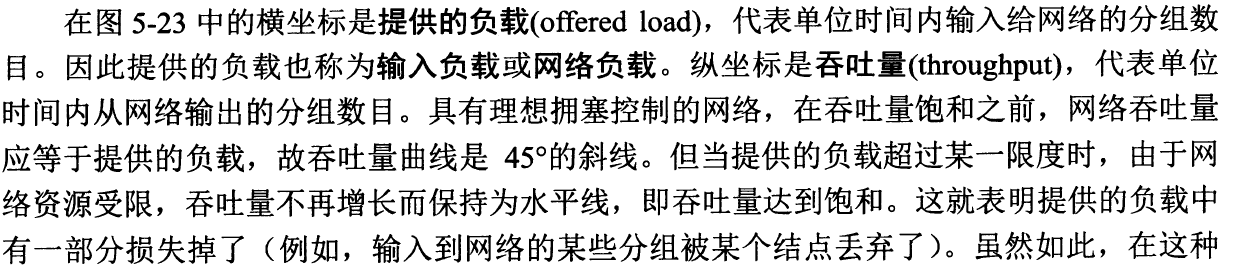 在图 5-23 中的横坐标是提供的负载(offered load)，代表单位时间内输入给网络的分组数
目。因此提供的负载也称为输入负载或网络负载。纵坐标是吞吐量(throughput)，代表单位
时间内从网络输出的分组数目。具有理想拥塞控制的网络，在吞吐量饱和之前，网络吞吐量
应等于提供的负载，故吞吐量曲线是 45°的斜线。但当提供的负载超过某一限度时，由于网
络资源受限，吞吐量不再增长而保持为水平线，即吞吐量达到饱和。这就表明提供的负载中
有一部分损失掉了（例如，输入到网络的某些分组被某个结点丢弃了）。虽然如此，在这种